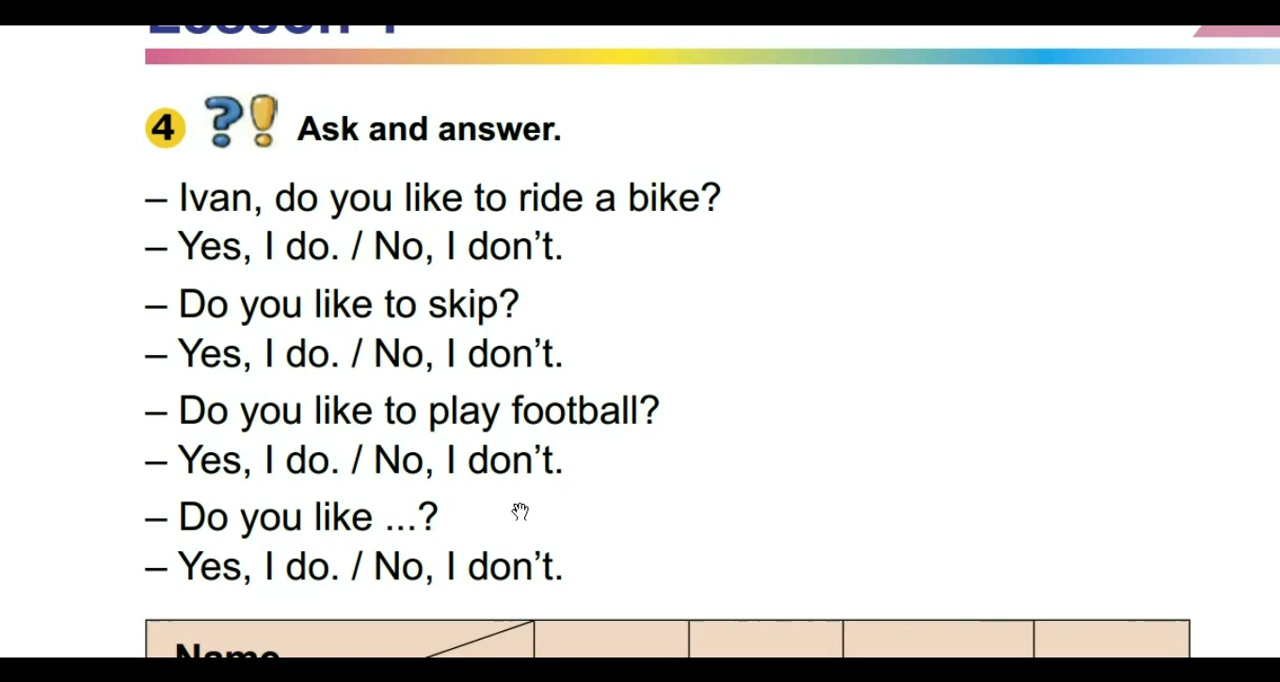 4 Ask and answer.
– Ivan, do you like to ride a bike?
– Yes, I do. / No, I don’t.
– Do you like to skip?
– Yes, I do. / No, I don’t.
– Do you like to play football?
– Yes, I do. / No, I don’t.
– Do you like ...?
– Yes, I do. / No, I don’t.
Name